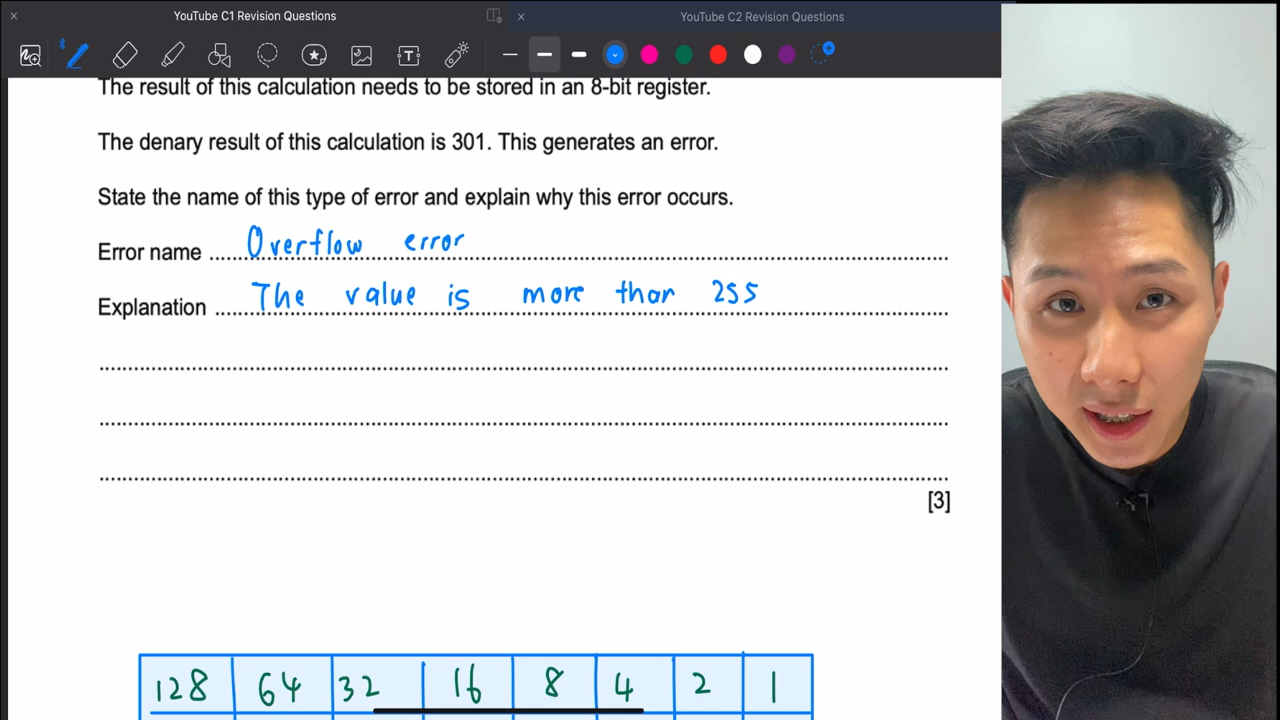 YouTube C1 Revision Questions
YouTube C2 Revision Questions
The result of this calculation needs to be stored in an 8-bit register.
The denary result of this calculation is 301. This generates an error.
State the name of this type of error and explain why this error occurs.
Error name ........ Overflow error ........
Explanation ........ The value is more than 255 ........
[3]
128 64 32 16 8 4 2 1